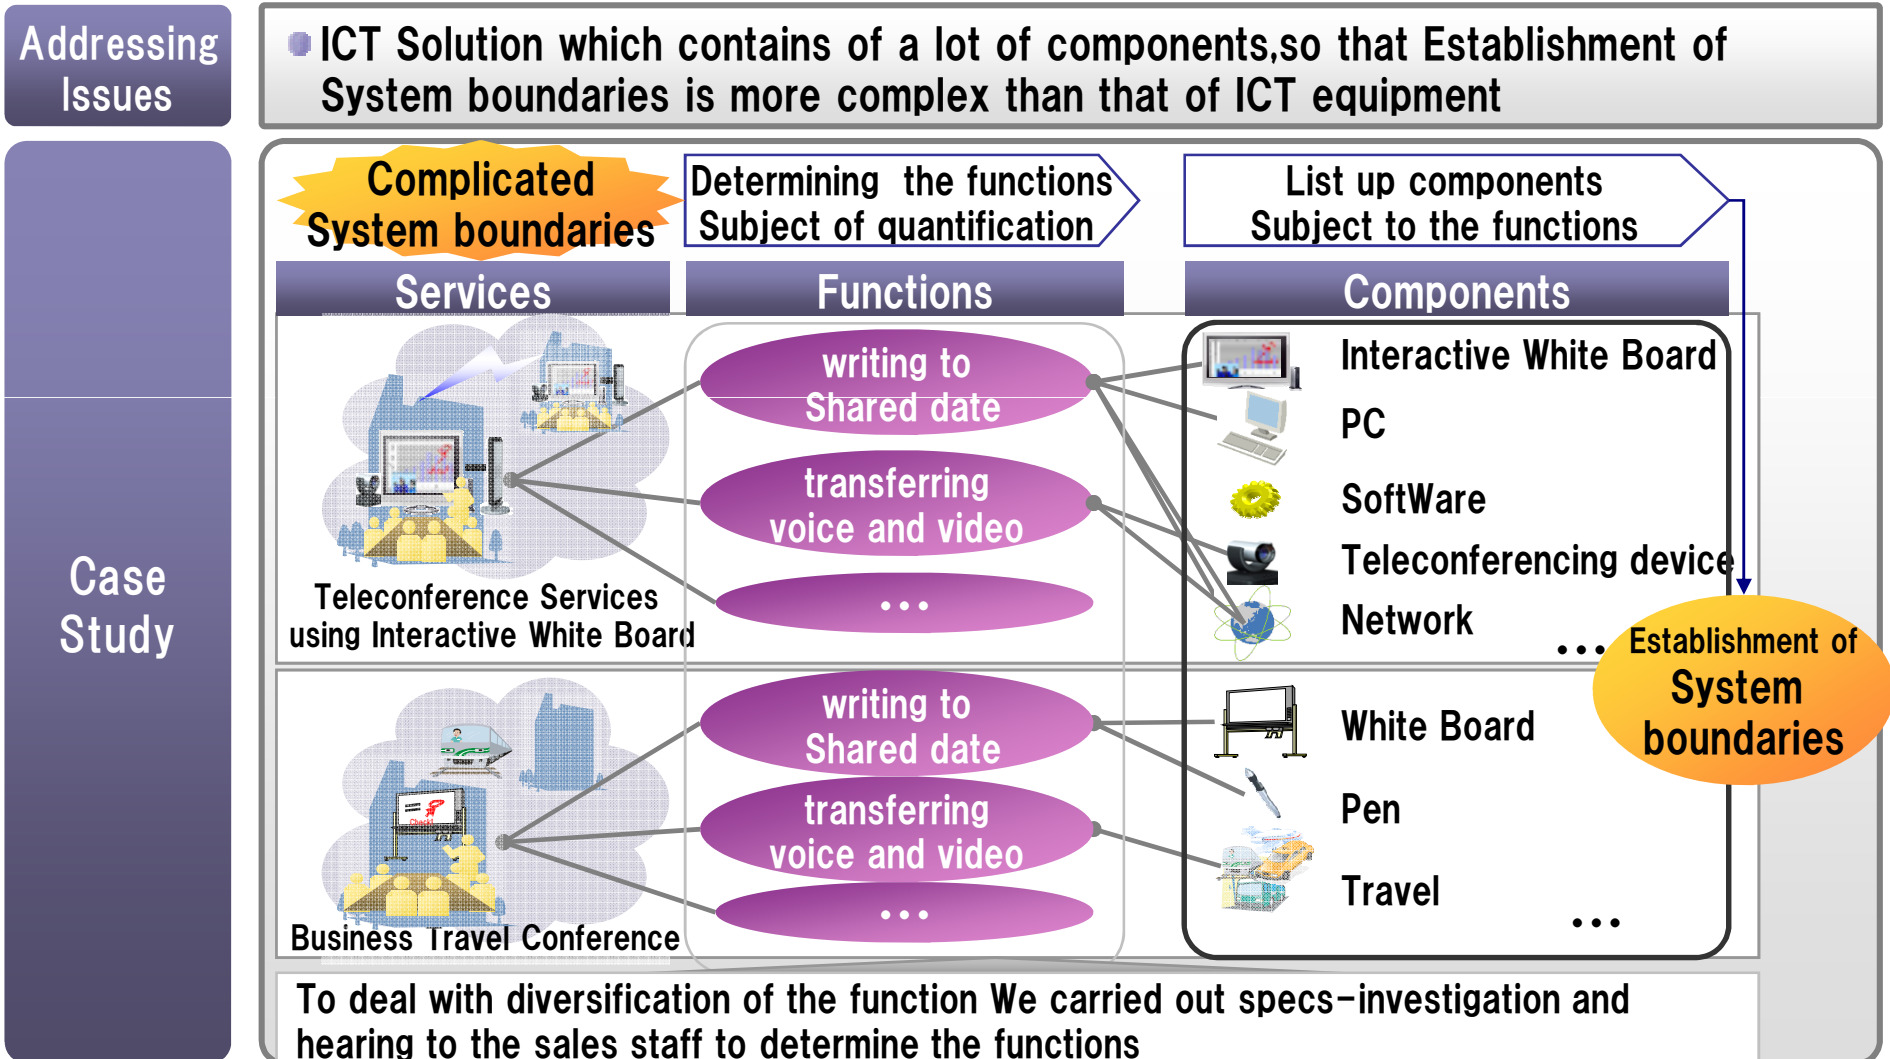 Addressing
Issues
ICT Solution which contains of a lot of components,so that Establishment of
System boundaries is more complex than that of ICT equipment
Case
Study
Complicated
System boundaries
Determining the functions
Subject of quantification
List up components
Subject to the functions
Services
Functions
Components
writing to
Shared date
transferring
voice and video
...
Teleconference Services
using Interactive White Board
Interactive White Board
PC
SoftWare
Teleconferencing device
Network
...
Establishment of
System
boundaries
Check!
Business Travel Conference
writing to
Shared date
transferring
voice and video
...
White Board
Pen
Travel
...
To deal with diversification of the function We carried out specs-investigation and
hearing to the sales staff to determine the functions